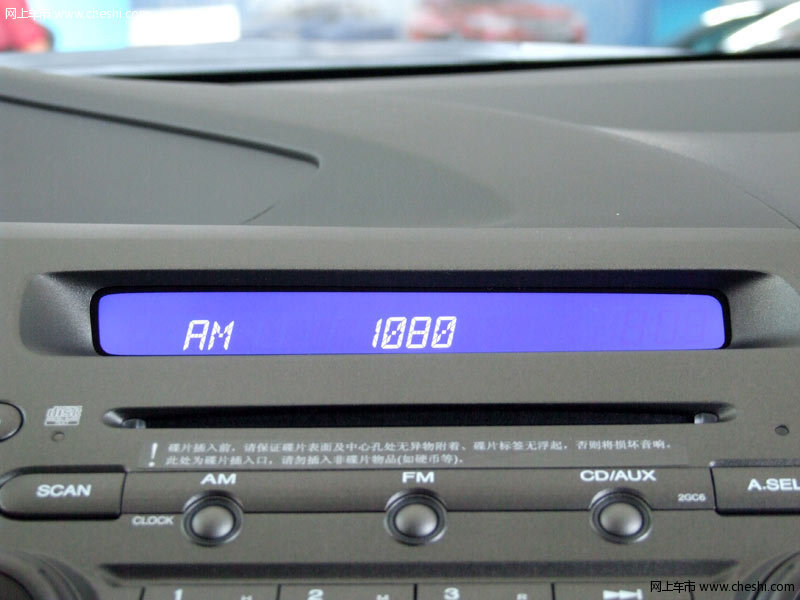 网上车市 www.cheshi.com
AM 1080
碟片插入前，请保证碟片表面及中心孔处无异物附着、碟片标签无浮起，否则将损坏音响。
！此处为碟片插入口，请勿插入非碟片物品(如硬币等)。
SCAN AM FM CD/AUX A.SEL
CLOCK 2GC6
1 2 M 3 R
网上车市 www.cheshi.com